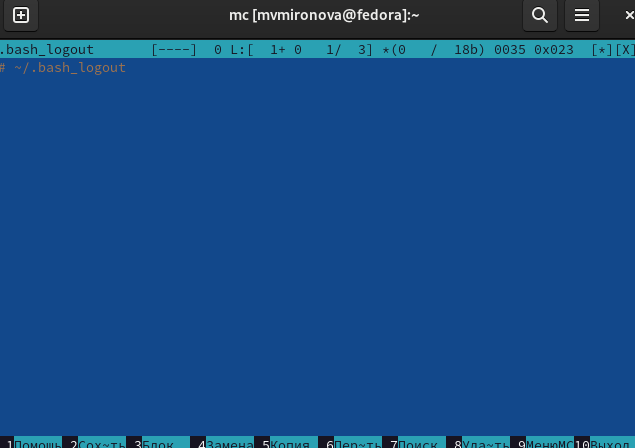 mc [mvmironova@fedora]:~
.bash_logout [----] 0 L:[ 1+ 0 1/ 3] *(0 / 18b) 0035 0x023 [*][X]
# ~/.bash_logout
1Помощь 2Сох~ть 3Блок 4Замена 5Копия 6Пер~ть 7Поиск 8Уда~ть 9МенюMC 10Выход